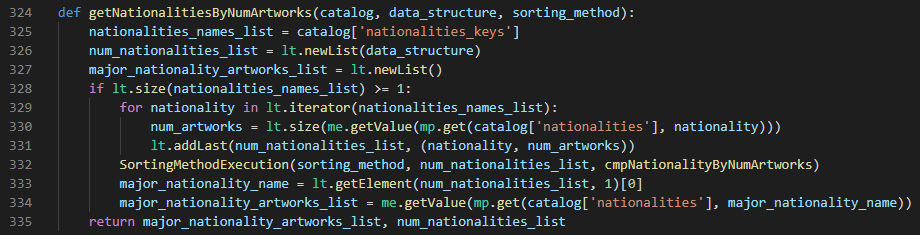 324 def getNationalitiesByNumArtworks(catalog, data_structure, sorting_method):
325     nationalities_names_list = catalog['nationalities_keys']
326     num_nationalities_list = lt.newList(data_structure)
327     major_nationality_artworks_list = lt.newList()
328     if lt.size(nationalities_names_list) >= 1:
329         for nationality in lt.iterator(nationalities_names_list):
330             num_artworks = lt.size(me.getValue(mp.get(catalog['nationalities'], nationality)))
331             lt.addLast(num_nationalities_list, (nationality, num_artworks))
332         SortingMethodExecution(sorting_method, num_nationalities_list, cmpNationalityByNumArtworks)
333         major_nationality_name = lt.getElement(num_nationalities_list, 1)[0]
334         major_nationality_artworks_list = me.getValue(mp.get(catalog['nationalities'], major_nationality_name))
335     return major_nationality_artworks_list, num_nationalities_list